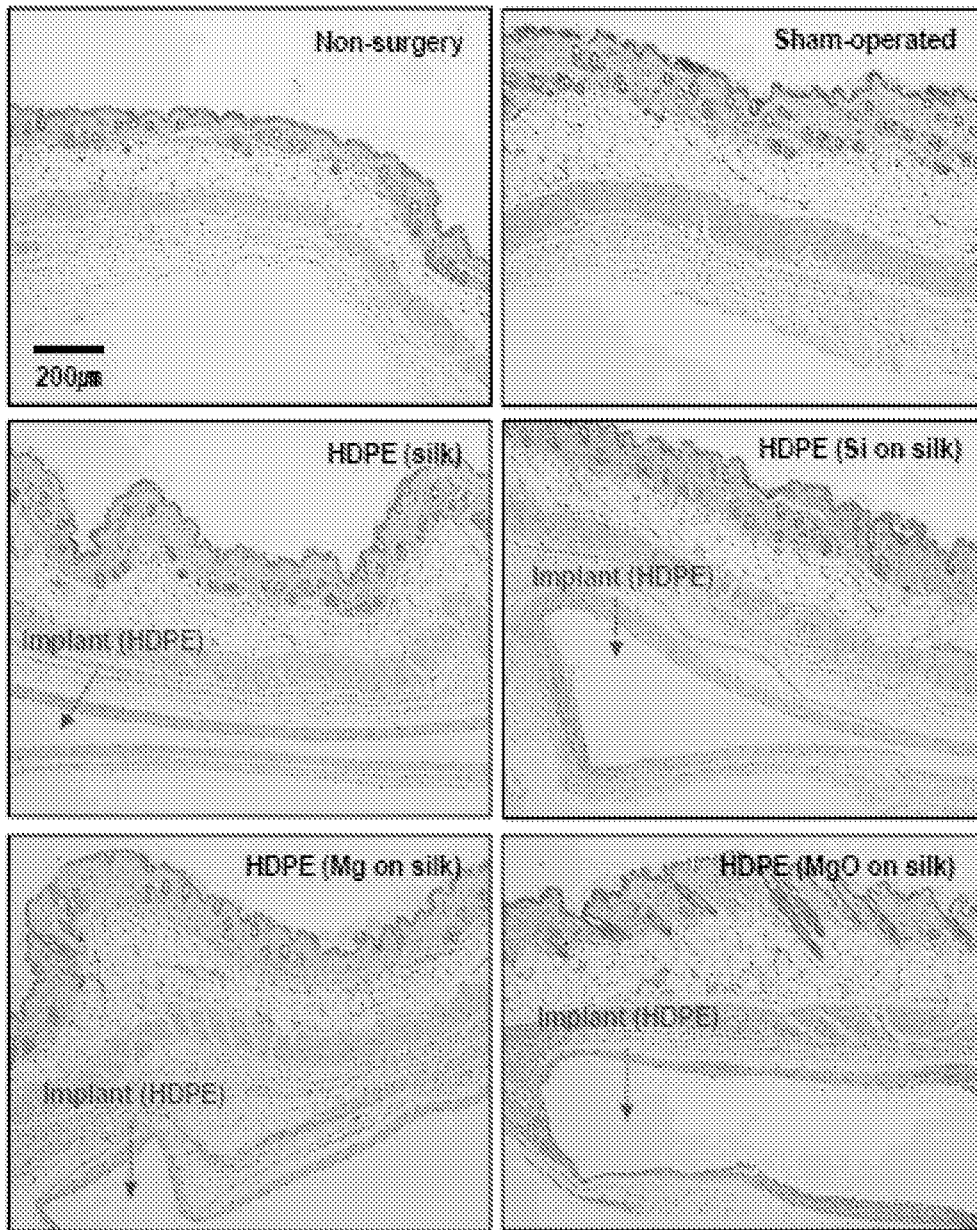 Non-surgery
Sham-operated
200μm
HDPE (silk)
HDPE (Si on silk)
Implant (HDPE)
Implant (HDPE)
HDPE (Mg on silk)
HDPE (MgO on silk)
Implant (HDPE)
Implant (HDPE)